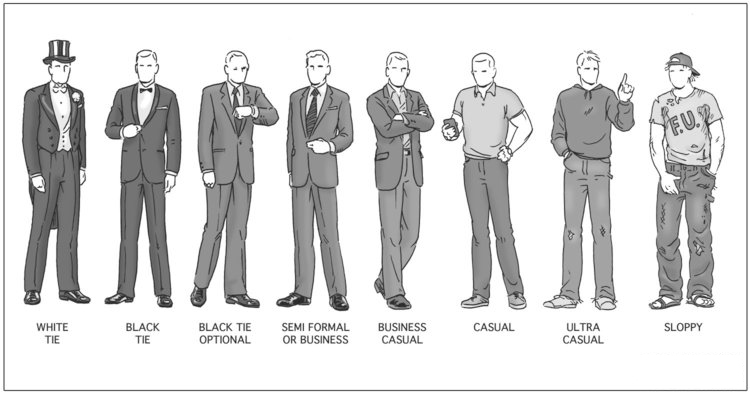 F.U.
WHITE
TIE
BLACK
TIE
BLACK TIE
OPTIONAL
SEMI FORMAL
OR BUSINESS
BUSINESS
CASUAL
CASUAL
ULTRA
CASUAL
SLOPPY